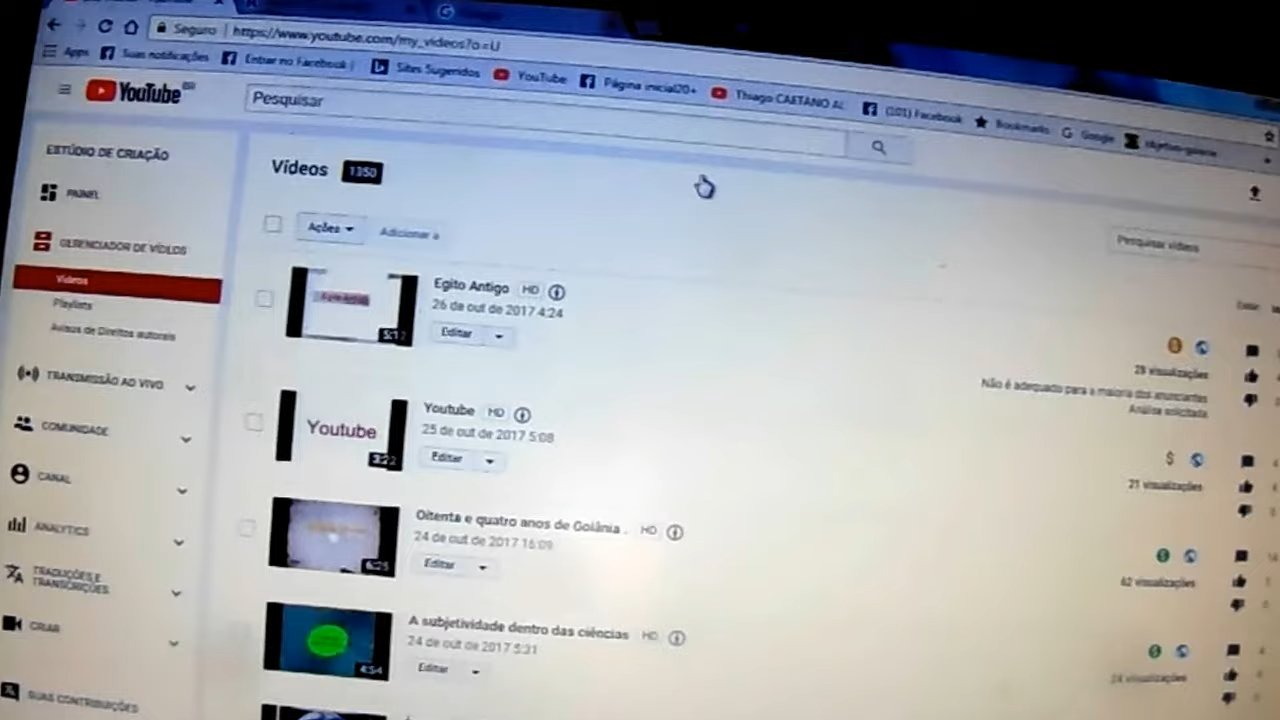 Seguro | https://www.youtube.com/my_videos?o=U
Apps Suas notificações Entrar no Facebook | Sites Sugeridos YouTube Página inicial20+ Thiago CAETANO AL (101) Facebook Bookmarks Google
YouTube BR
Pesquisar
ESTÚDIO DE CRIAÇÃO
PAINEL
GERENCIADOR DE VÍDEOS
Vídeos
Playlists
Avisos de Direitos autorais
TRANSMISSÃO AO VIVO
COMUNIDADE
CANAL
ANALYTICS
TRADUÇÕES E
TRANSCRIÇÕES
CRIAR
SUAS CONTRIBUIÇÕES
Vídeos 1350
Ações Adicionar a
Pesquisar vídeos
Egito Antigo HD
26 de out de 2017 4:24
Editar
5:12
28 visualizações
Não é adequado para a maioria dos anunciantes
Análise solicitada
Youtube HD
25 de out de 2017 5:08
Editar
Youtube
3:22
$
21 visualizações
Oitenta e quatro anos de Goiânia . HD
24 de out de 2017 16:09
Editar
6:25
62 visualizações
A subjetividade dentro das ciências HD
24 de out de 2017 5:31
Editar
4:54
24 visualizações